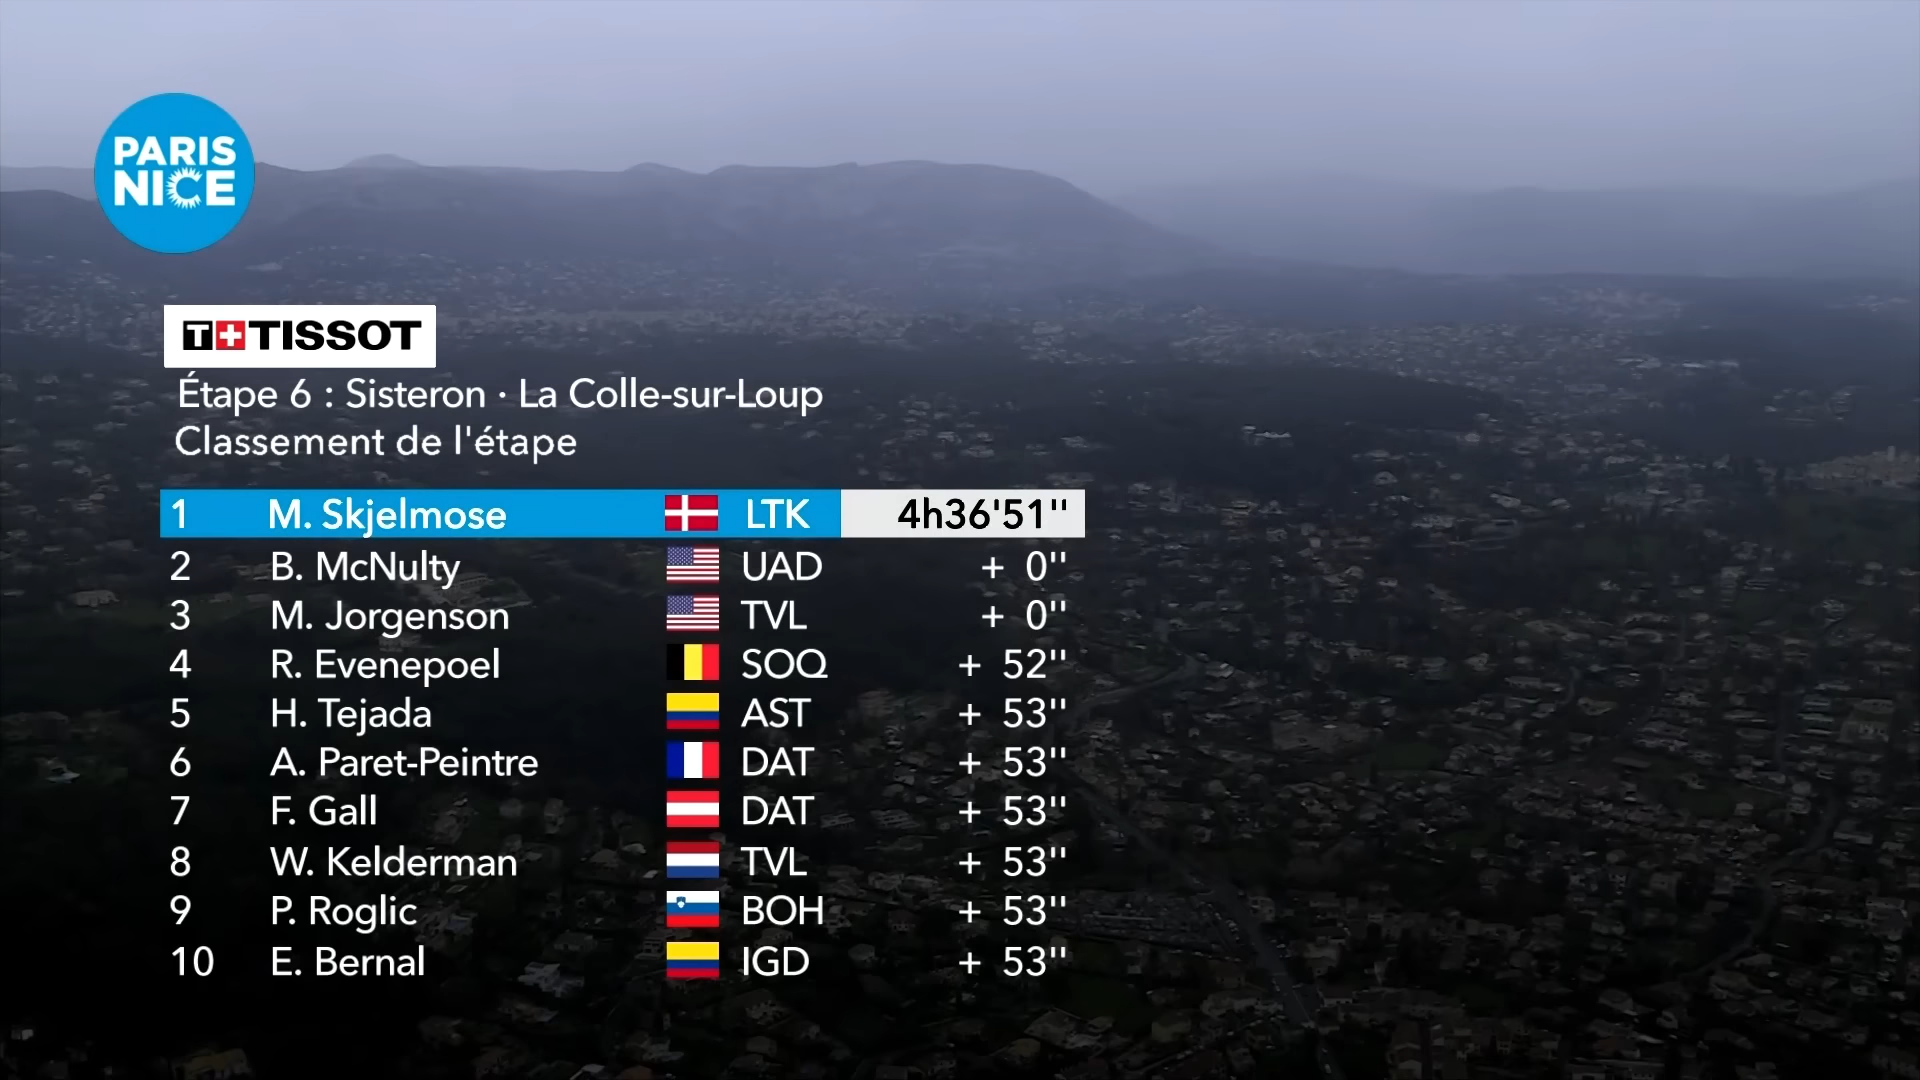 PARIS
NICE
T+ TISSOT
Étape 6 : Sisteron · La Colle-sur-Loup
Classement de l'étape
1 M. Skjelmose LTK 4h36'51''
2 B. McNulty UAD + 0''
3 M. Jorgenson TVL + 0''
4 R. Evenepoel SOQ + 52''
5 H. Tejada AST + 53''
6 A. Paret-Peintre DAT + 53''
7 F. Gall DAT + 53''
8 W. Kelderman TVL + 53''
9 P. Roglic BOH + 53''
10 E. Bernal IGD + 53''